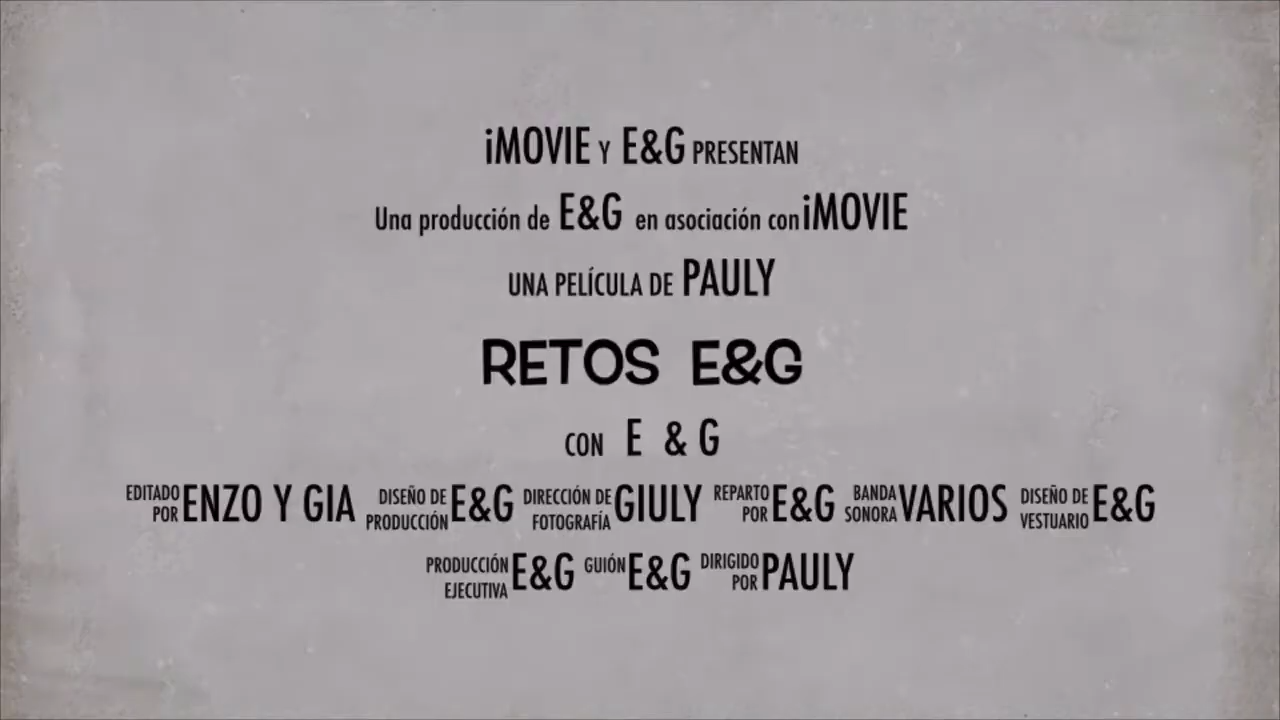 iMOVIE Y E&G PRESENTAN
Una producción de E&G en asociación con iMOVIE
UNA PELÍCULA DE PAULY
RETOS E&G
CON E & G
EDITADO POR ENZO Y GIA DISEÑO DE PRODUCCIÓN E&G DIRECCIÓN DE FOTOGRAFÍA GIULY REPARTO POR E&G BANDA SONORA VARIOS DISEÑO DE VESTUARIO E&G
PRODUCCIÓN EJECUTIVA E&G GUIÓN E&G DIRIGIDO POR PAULY